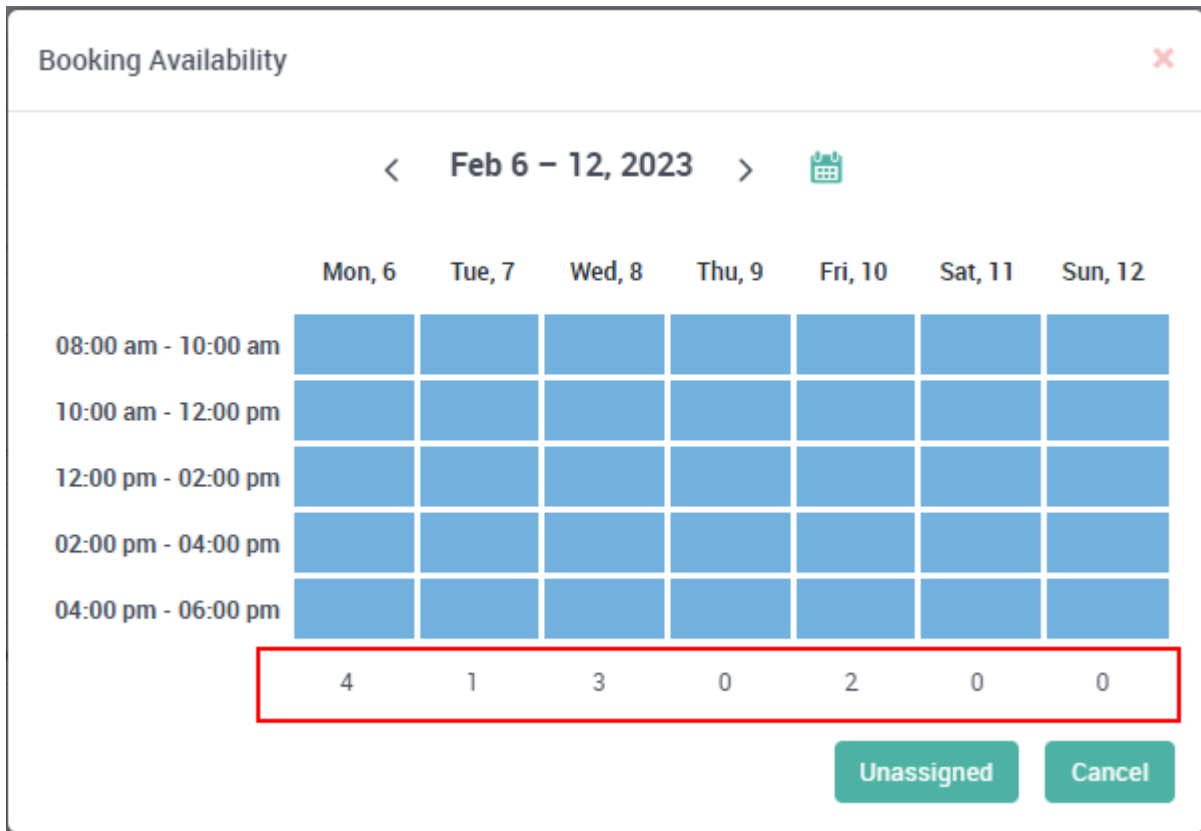 Booking Availability
Feb 6 – 12, 2023
Mon, 6 Tue, 7 Wed, 8 Thu, 9 Fri, 10 Sat, 11 Sun, 12
08:00 am - 10:00 am
10:00 am - 12:00 pm
12:00 pm - 02:00 pm
02:00 pm - 04:00 pm
04:00 pm - 06:00 pm
4 1 3 0 2 0 0
Unassigned Cancel